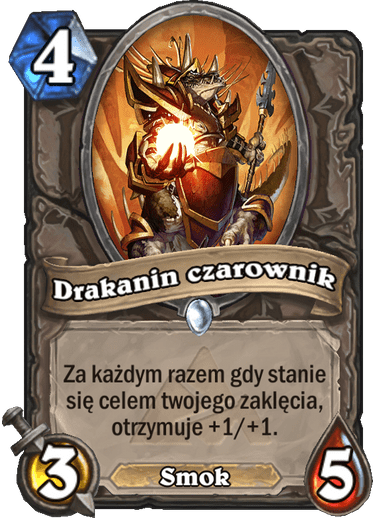 4
Drakanin czarownik
Za każdym razem gdy stanie
się celem twojego zaklęcia,
otrzymuje +1/+1.
3
Smok
5